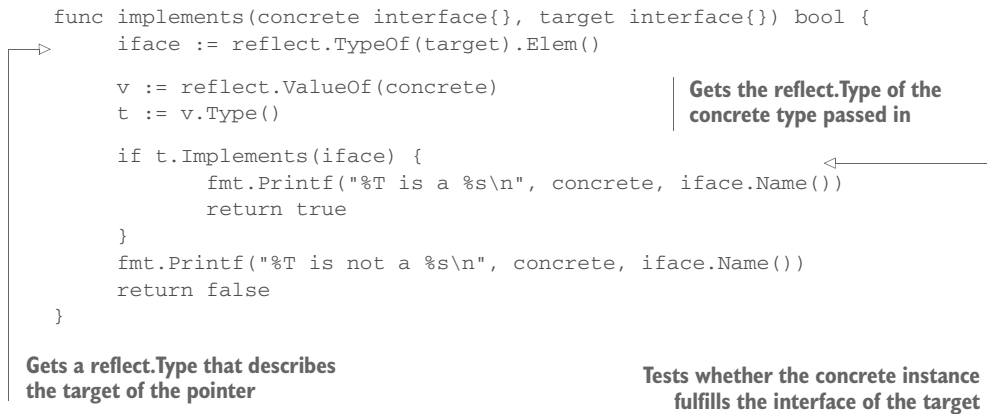 func implements(concrete interface{}, target interface{}) bool {
iface := reflect.TypeOf(target).Elem()
v := reflect.ValueOf(concrete)
t := v.Type()
Gets the reflect.Type of the
concrete type passed in
if t.Implements(iface) {
fmt.Printf("%T is a %s\n", concrete, iface.Name())
return true
}
fmt.Printf("%T is not a %s\n", concrete, iface.Name())
return false
}
Gets a reflect.Type that describes
the target of the pointer
Tests whether the concrete instance
fulfills the interface of the target